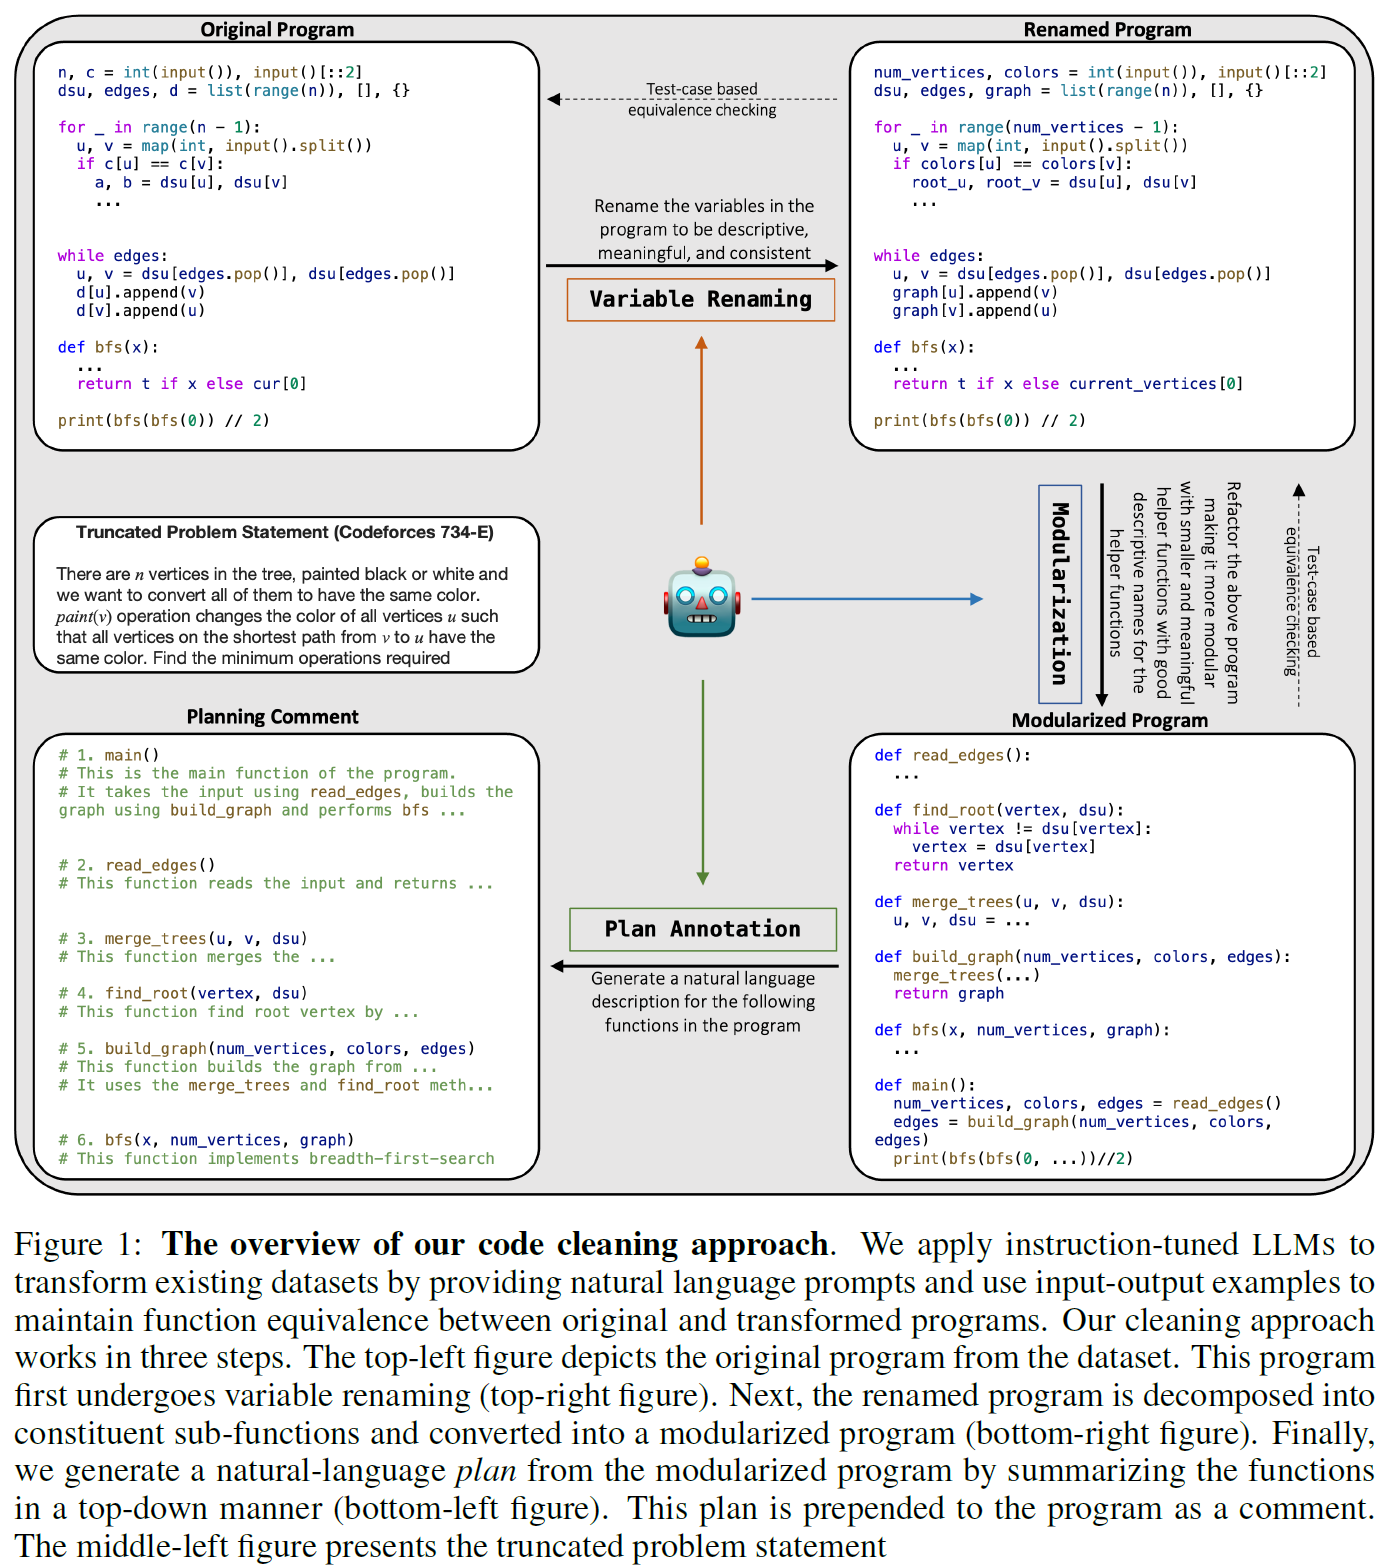 Original Program
n, c = int(input()), input()[::2]
dsu, edges, d = list(range(n)), [], {}
for _ in range(n - 1):
  u, v = map(int, input().split())
  if c[u] == c[v]:
    a, b = dsu[u], dsu[v]
    ...
while edges:
  u, v = dsu[edges.pop()], dsu[edges.pop()]
  d[u].append(v)
  d[v].append(u)
def bfs(x):
  ...
  return t if x else cur[0]
print(bfs(bfs(0)) // 2)
Test-case based
equivalence checking
Rename the variables in the
program to be descriptive,
meaningful, and consistent
Variable Renaming
Renamed Program
num_vertices, colors = int(input()), input()[::2]
dsu, edges, graph = list(range(n)), [], {}
for _ in range(num_vertices - 1):
  u, v = map(int, input().split())
  if colors[u] == colors[v]:
    root_u, root_v = dsu[u], dsu[v]
    ...
while edges:
  u, v = dsu[edges.pop()], dsu[edges.pop()]
  graph[u].append(v)
  graph[v].append(u)
def bfs(x):
  ...
  return t if x else current_vertices[0]
print(bfs(bfs(0)) // 2)
Truncated Problem Statement (Codeforces 734-E)
There are n vertices in the tree, painted black or white and
we want to convert all of them to have the same color.
paint(v) operation changes the color of all vertices u such
that all vertices on the shortest path from v to u have the
same color. Find the minimum operations required
Modularization
Refactor the above program
making it more modular
with smaller and meaningful
helper functions with good
descriptive names for the
helper functions
Test-case based
equivalence checking
Planning Comment
# 1. main()
# This is the main function of the program.
# It takes the input using read_edges, builds the
graph using build_graph and performs bfs ...
# 2. read_edges()
# This function reads the input and returns ...
# 3. merge_trees(u, v, dsu)
# This function merges the ...
# 4. find_root(vertex, dsu)
# This function find root vertex by ...
# 5. build_graph(num_vertices, colors, edges)
# This function builds the graph from ...
# It uses the merge_trees and find_root meth...
# 6. bfs(x, num_vertices, graph)
# This function implements breadth-first-search
Plan Annotation
Generate a natural language
description for the following
functions in the program
Modularized Program
def read_edges():
  ...
def find_root(vertex, dsu):
  while vertex != dsu[vertex]:
    vertex = dsu[vertex]
  return vertex
def merge_trees(u, v, dsu):
  u, v, dsu = ...
def build_graph(num_vertices, colors, edges):
  merge_trees(...)
  return graph
def bfs(x, num_vertices, graph):
  ...
def main():
  num_vertices, colors, edges = read_edges()
  edges = build_graph(num_vertices, colors,
edges)
  print(bfs(bfs(0, ...))//2)
Figure 1: The overview of our code cleaning approach. We apply instruction-tuned LLMs to
transform existing datasets by providing natural language prompts and use input-output examples to
maintain function equivalence between original and transformed programs. Our cleaning approach
works in three steps. The top-left figure depicts the original program from the dataset. This program
first undergoes variable renaming (top-right figure). Next, the renamed program is decomposed into
constituent sub-functions and converted into a modularized program (bottom-right figure). Finally,
we generate a natural-language plan from the modularized program by summarizing the functions
in a top-down manner (bottom-left figure). This plan is prepended to the program as a comment.
The middle-left figure presents the truncated problem statement